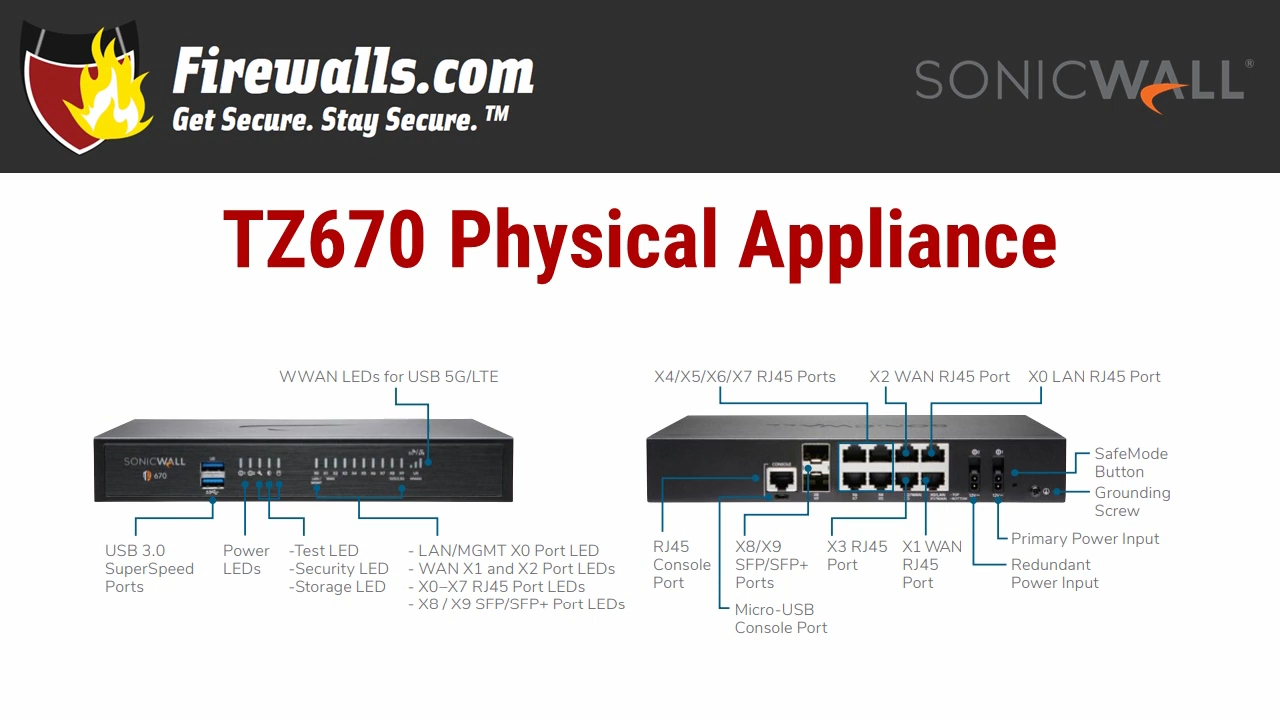 Firewalls.com
Get Secure. Stay Secure.™
SONICWALL®
TZ670 Physical Appliance
WWAN LEDs for USB 5G/LTE
SONICWALL
670
USB 3.0
SuperSpeed
Ports
Power
LEDs
-Test LED
-Security LED
-Storage LED
- LAN/MGMT X0 Port LED
- WAN X1 and X2 Port LEDs
- X0–X7 RJ45 Port LEDs
- X8 / X9 SFP/SFP+ Port LEDs
X4/X5/X6/X7 RJ45 Ports
X2 WAN RJ45 Port
X0 LAN RJ45 Port
CONSOLE
SafeMode
Button
Grounding
Screw
Primary Power Input
Redundant
Power Input
RJ45
Console
Port
X8/X9
SFP/SFP+
Ports
X3 RJ45
Port
X1 WAN
RJ45
Port
Micro-USB
Console Port